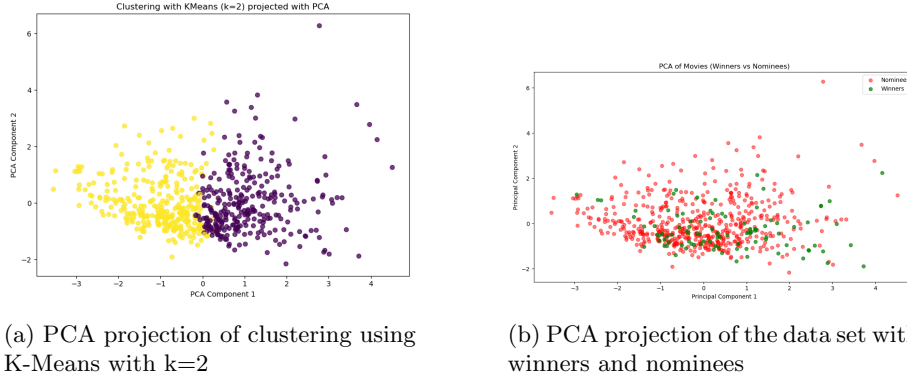 Clustering with KMeans (k=2) projected with PCA
PCA Component 2
6
4
2
0
−2
−3
−2
−1
0
1
2
3
4
PCA Component 1
(a) PCA projection of clustering using
K-Means with k=2
PCA of Movies (Winners vs Nominees)
Nominee
Winners
Principal Component 2
6
4
2
0
−2
−3
−2
−1
0
1
2
3
4
Principal Component 1
(b) PCA projection of the data set with
winners and nominees